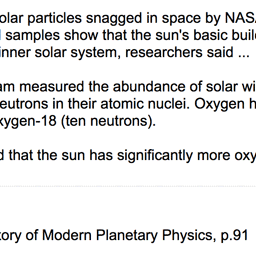 olar particles snagged in space by NAS
samples show that the sun's basic buil
inner solar system, researchers said ...
am measured the abundance of solar wi
eutrons in their atomic nuclei. Oxygen h
xygen-18 (ten neutrons).
d that the sun has significantly more oxy
tory of Modern Planetary Physics, p.91